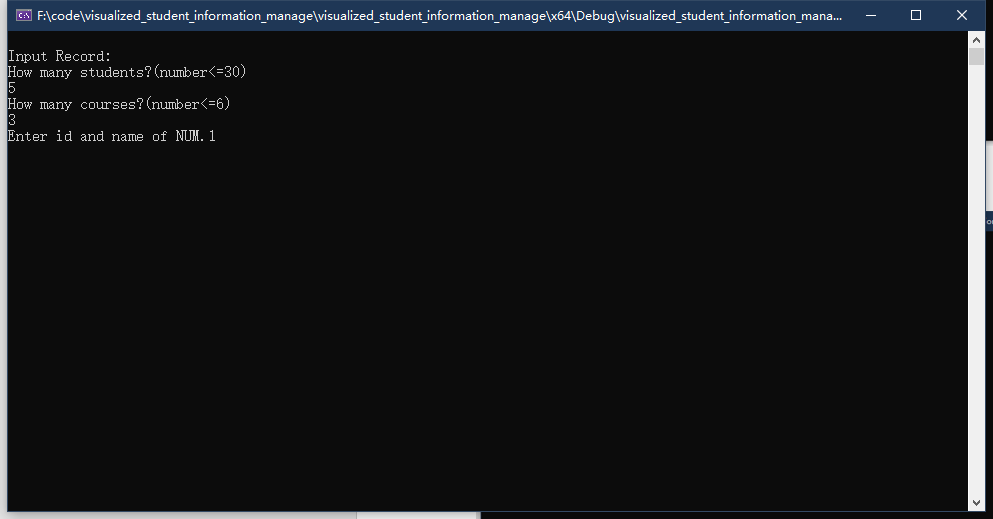 F:\code\visualized_student_information_manage\visualized_student_information_manage\x64\Debug\visualized_student_information_mana...
Input Record:
How many students?(number<=30)
5
How many courses?(number<=6)
3
Enter id and name of NUM.1